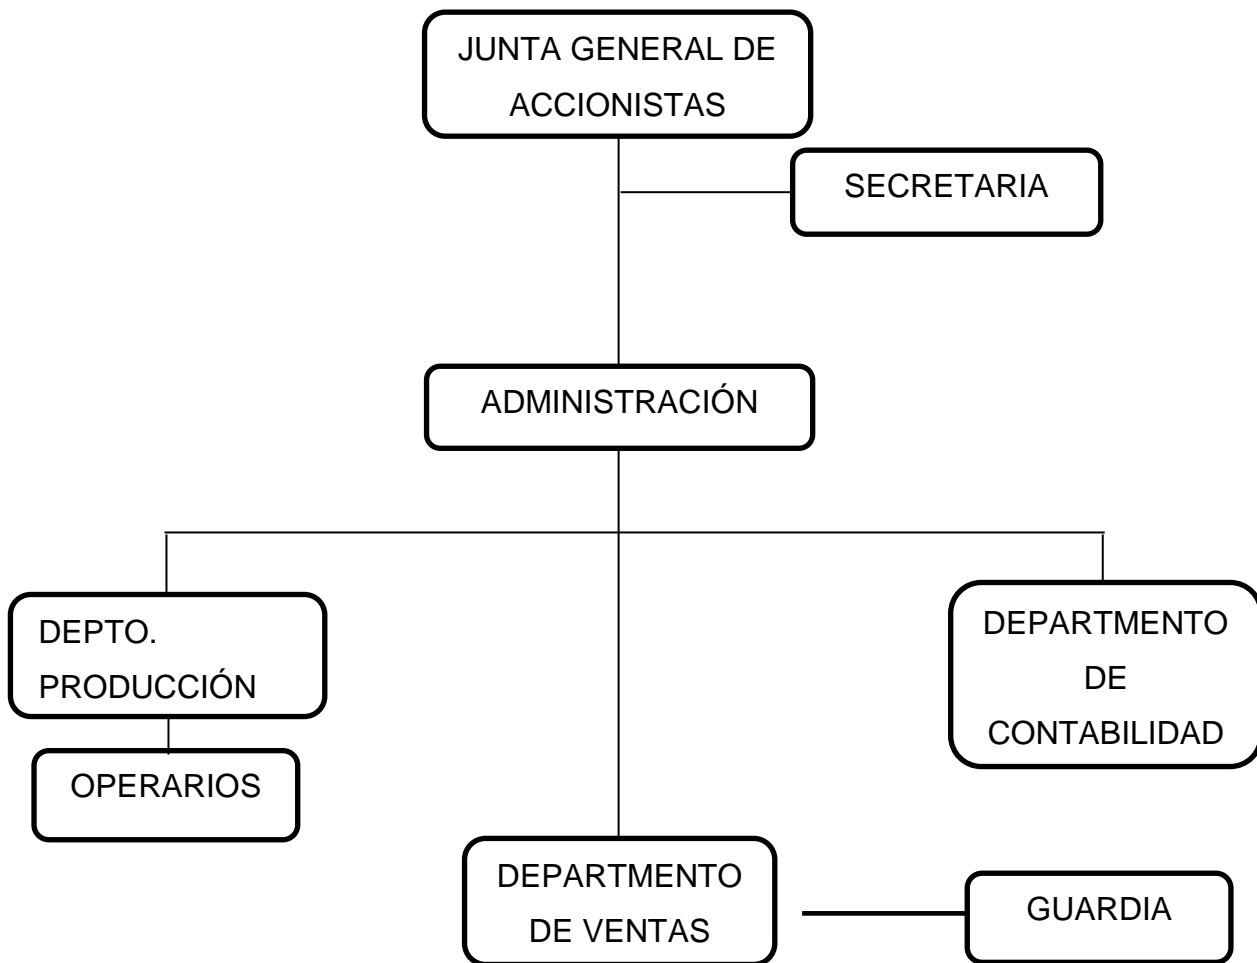 JUNTA GENERAL DE
ACCIONISTAS
SECRETARIA
ADMINISTRACIÓN
DEPTO.
PRODUCCIÓN
OPERARIOS
DEPARTMENTO
DE
CONTABILIDAD
DEPARTMENTO
DE VENTAS
GUARDIA